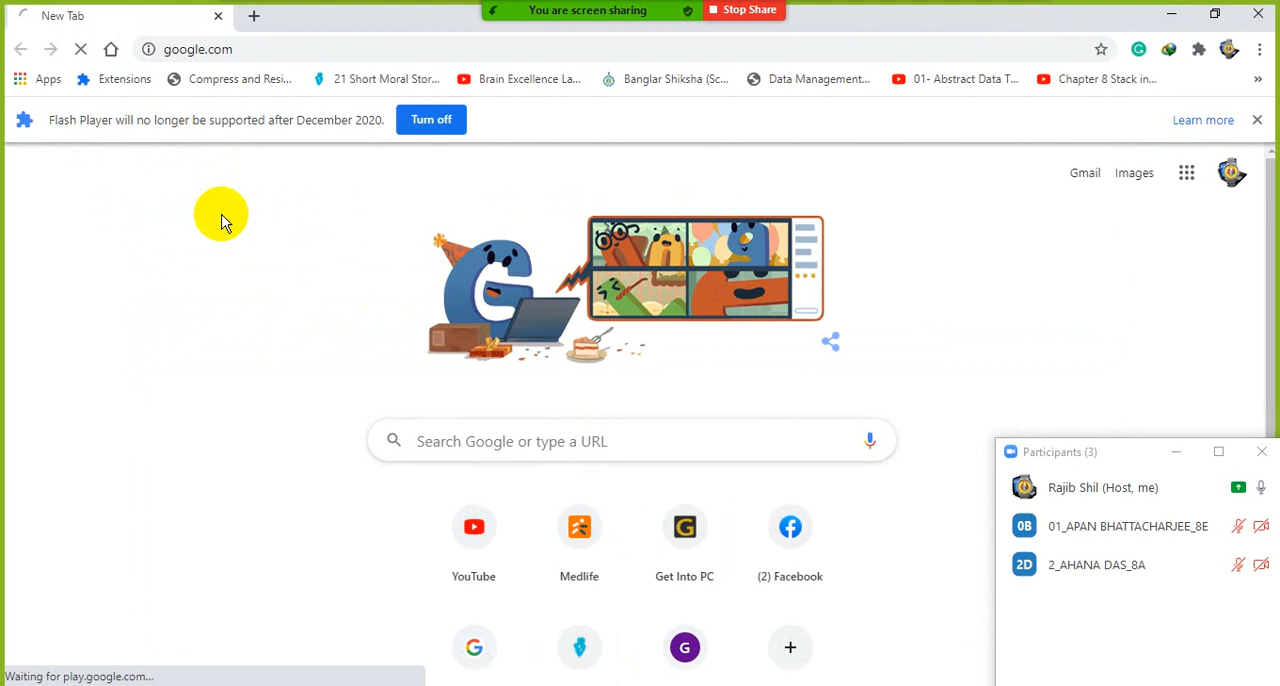 You are screen sharing
Stop Share
New Tab
google.com
Apps
Extensions
Compress and Resi...
21 Short Moral Stor...
Brain Excellence La...
Banglar Shiksha (Sc...
Data Management...
01- Abstract Data T...
Chapter 8 Stack in...
»
Flash Player will no longer be supported after December 2020.
Turn off
Learn more
Gmail
Images
Search Google or type a URL
YouTube
Medlife
Get Into PC
(2) Facebook
G
Participants (3)
Rajib Shil (Host, me)
0B 01_APAN BHATTACHARJEE_8E
2D 2_AHANA DAS_8A
Waiting for play.google.com...